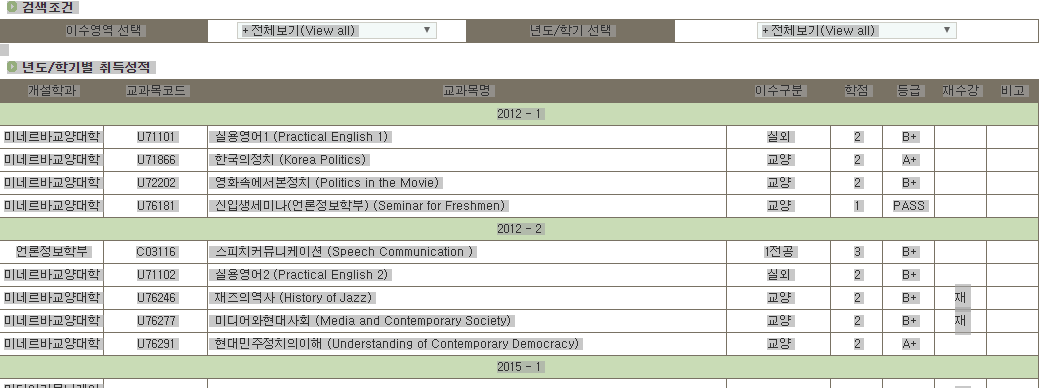 검색조건
이수영역 선택 + 전체보기(View all) ▼ 년도/학기 선택 + 전체보기(View all) ▼
년도/학기별 취득성적
개설학과 교과목코드 교과목명 이수구분 학점 등급 재수강 비고
2012 - 1
미네르바교양대학 U71101 실용영어1 (Practical English 1) 실외 2 B+
미네르바교양대학 U71866 한국의정치 (Korea Politics) 교양 2 A+
미네르바교양대학 U72202 영화속에서본정치 (Politics in the Movie) 교양 2 B+
미네르바교양대학 U76181 신입생세미나(언론정보학부) (Seminar for Freshmen) 교양 1 PASS
2012 - 2
언론정보학부 C03116 스피치커뮤니케이션 (Speech Communication ) 1전공 3 B+
미네르바교양대학 U71102 실용영어2 (Practical English 2) 실외 2 B+
미네르바교양대학 U76246 재즈의역사 (History of Jazz) 교양 2 B+ 재
미네르바교양대학 U76277 미디어와현대사회 (Media and Contemporary Society) 교양 2 B+ 재
미네르바교양대학 U76291 현대민주정치의이해 (Understanding of Contemporary Democracy) 교양 2 A+
2015 - 1